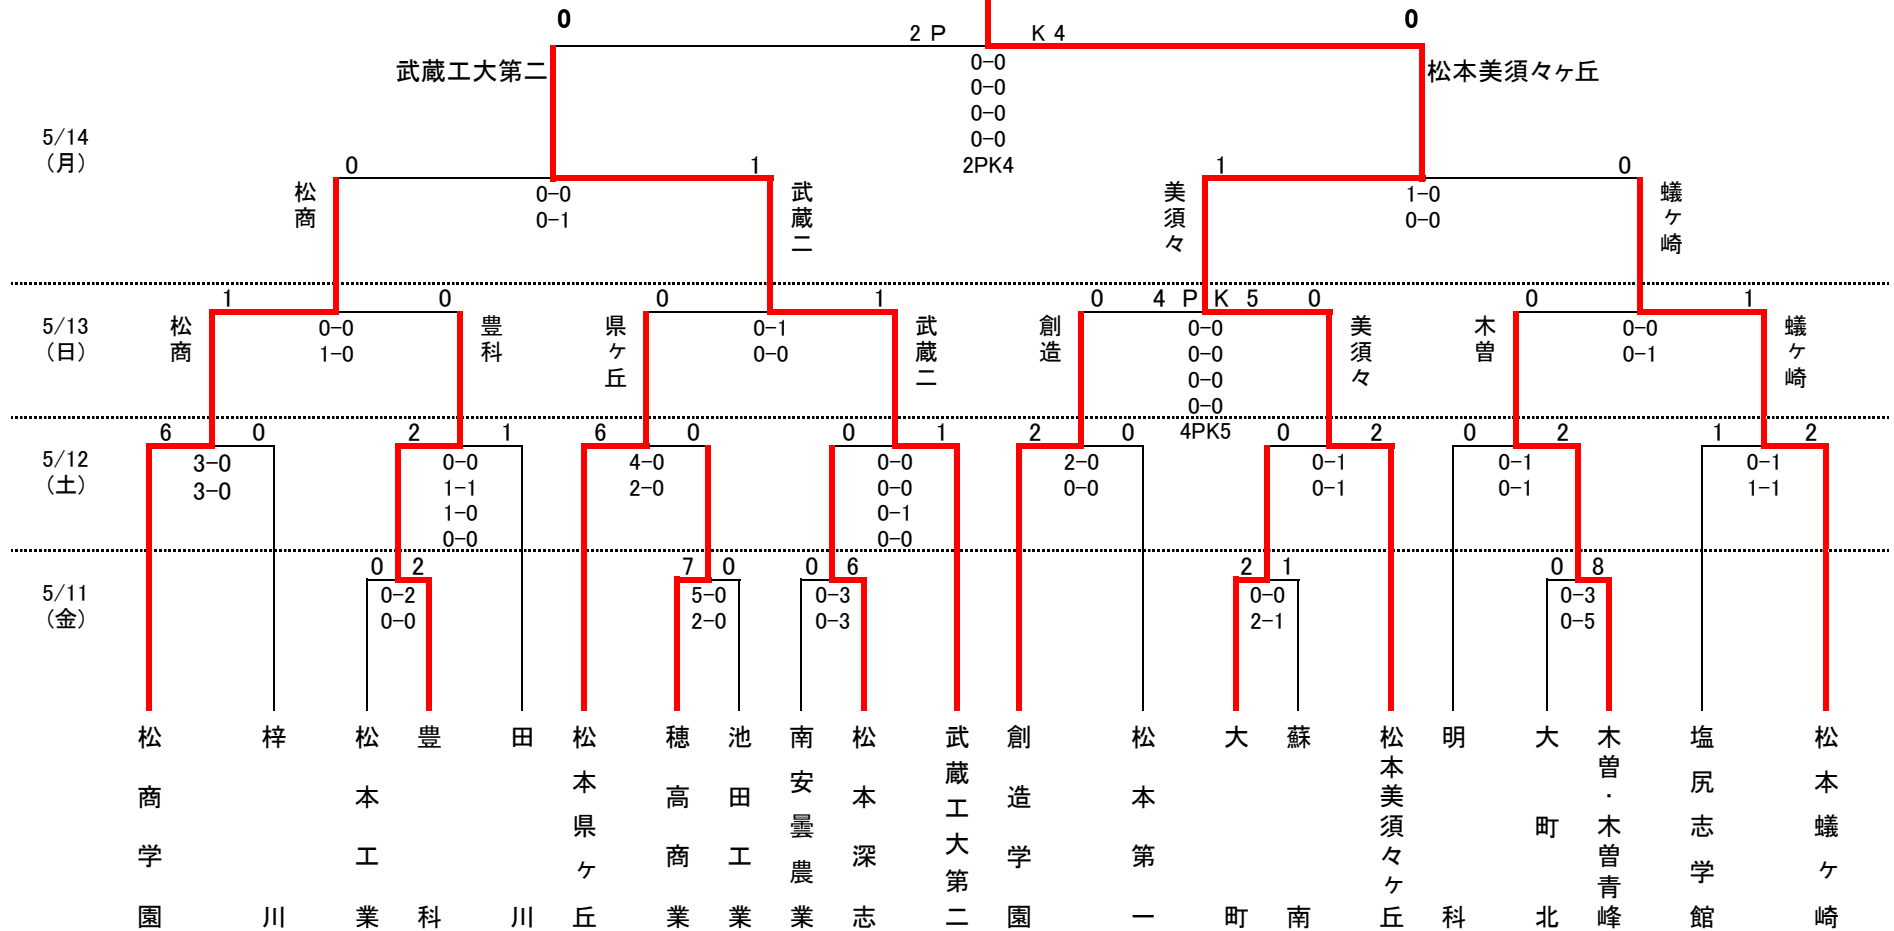 0 0
2 P K 4
武蔵工大第二 松本美須々ヶ丘
0-0
0-0
0-0
0-0
2PK4
5/14
（月）
0 1 1 0
松商 武蔵二 美須々 蟻ヶ崎
0-0 1-0
0-1 0-0
1 0 0 1 0 4 P K 5 0 0 1
5/13
（日）
松商 豊科 県ヶ丘 武蔵二 創造 美須々 木曽 蟻ヶ崎
0-0 0-1 0-0 0-0
1-0 0-0 0-0 0-1
0-0
0-0
4PK5
6 0 2 1 6 0 0 1 2 0 0 2 0 2 1 2
5/12
（土）
3-0 0-0 4-0 0-0 2-0 0-1 0-1 0-1
3-0 1-1 2-0 0-0 0-0 0-1 0-1 1-1
1-0 0-1
0-0 0-0
0 2 7 0 0 6 2 1 0 8
5/11
（金）
0-2 5-0 0-3 0-0 0-3
0-0 2-0 0-3 2-1 0-5
松商学園
梓川
松本工業
豊科
田川
松本県ヶ丘
穂高商業
池田工業
南安曇農業
松本深志
武蔵工大第二
創造学園
松本第一
大町
蘇南
松本美須々ヶ丘
明科
大町北
木曽・木曽青峰
塩尻志学館
松本蟻ヶ崎